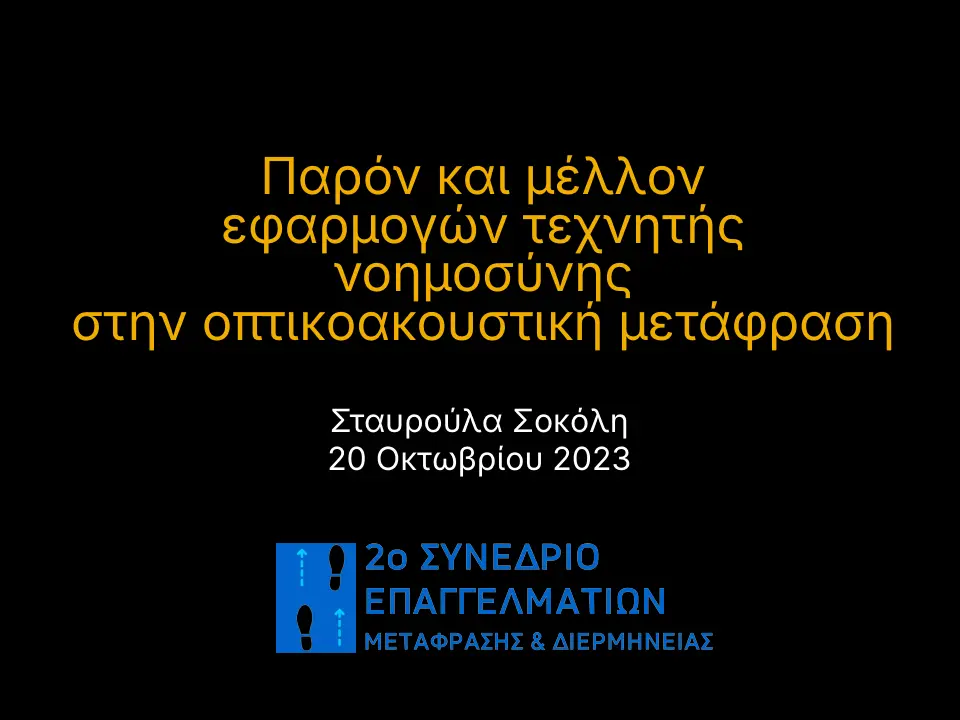 Παρόν και μέλλον
εφαρμογών τεχνητής
νοημοσύνης
στην οπτικοακουστική μετάφραση
Σταυρούλα Σοκόλη
20 Οκτωβρίου 2023
2ο ΣΥΝΕΔΡΙΟ
ΕΠΑΓΓΕΛΜΑΤΙΩΝ
ΜΕΤΑΦΡΑΣΗΣ & ΔΙΕΡΜΗΝΕΙΑΣ